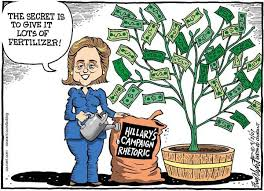 THE SECRET IS
TO GIVE IT
LOTS OF
FERTILIZER!
HILLARY'S
CAMPAIGN
RHETORIC